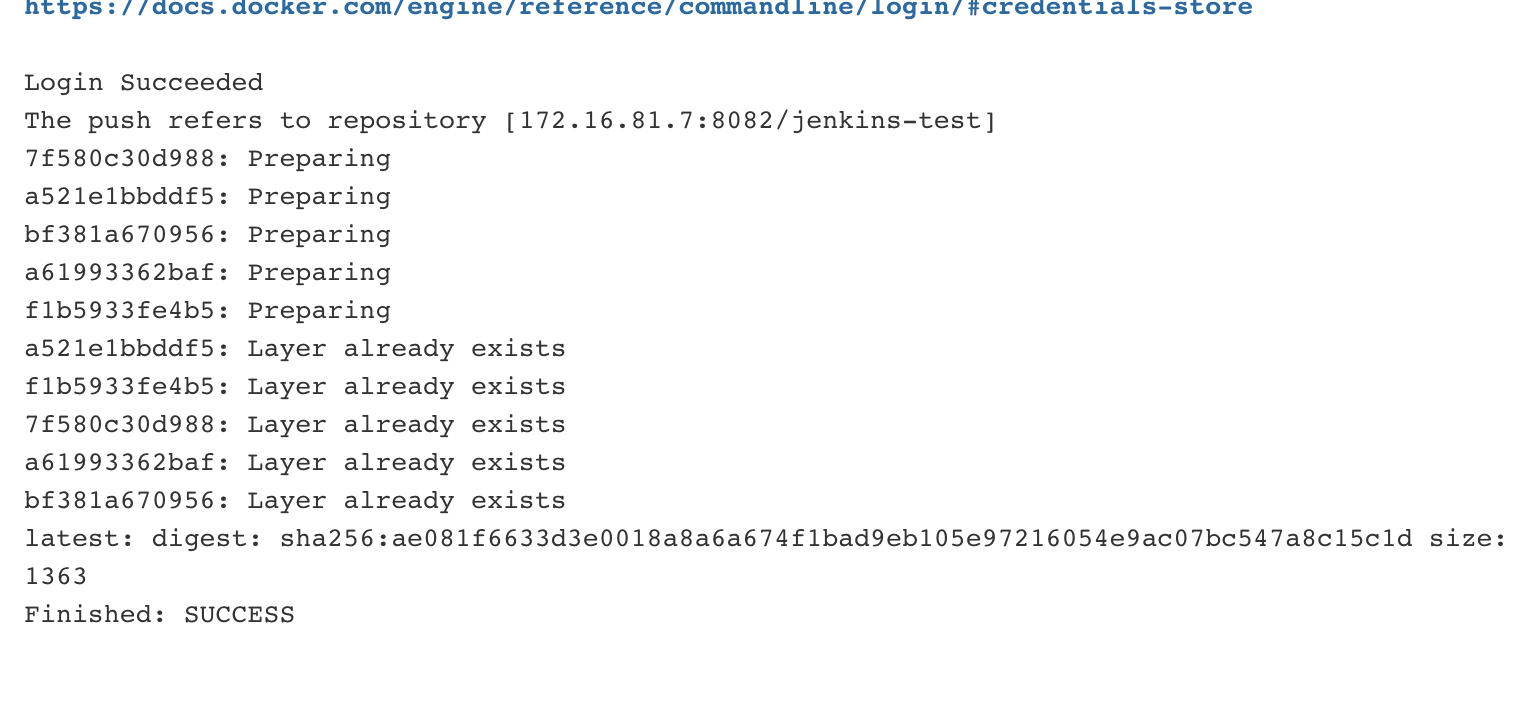 https://docs.docker.com/engine/reference/commandline/login/#credentials-store
Login Succeeded
The push refers to repository [172.16.81.7:8082/jenkins-test]
7f580c30d988: Preparing
a521e1bbddf5: Preparing
bf381a670956: Preparing
a61993362baf: Preparing
f1b5933fe4b5: Preparing
a521e1bbddf5: Layer already exists
f1b5933fe4b5: Layer already exists
7f580c30d988: Layer already exists
a61993362baf: Layer already exists
bf381a670956: Layer already exists
latest: digest: sha256:ae081f6633d3e0018a8a6a674f1bad9eb105e97216054e9ac07bc547a8c15c1d size:
1363
Finished: SUCCESS